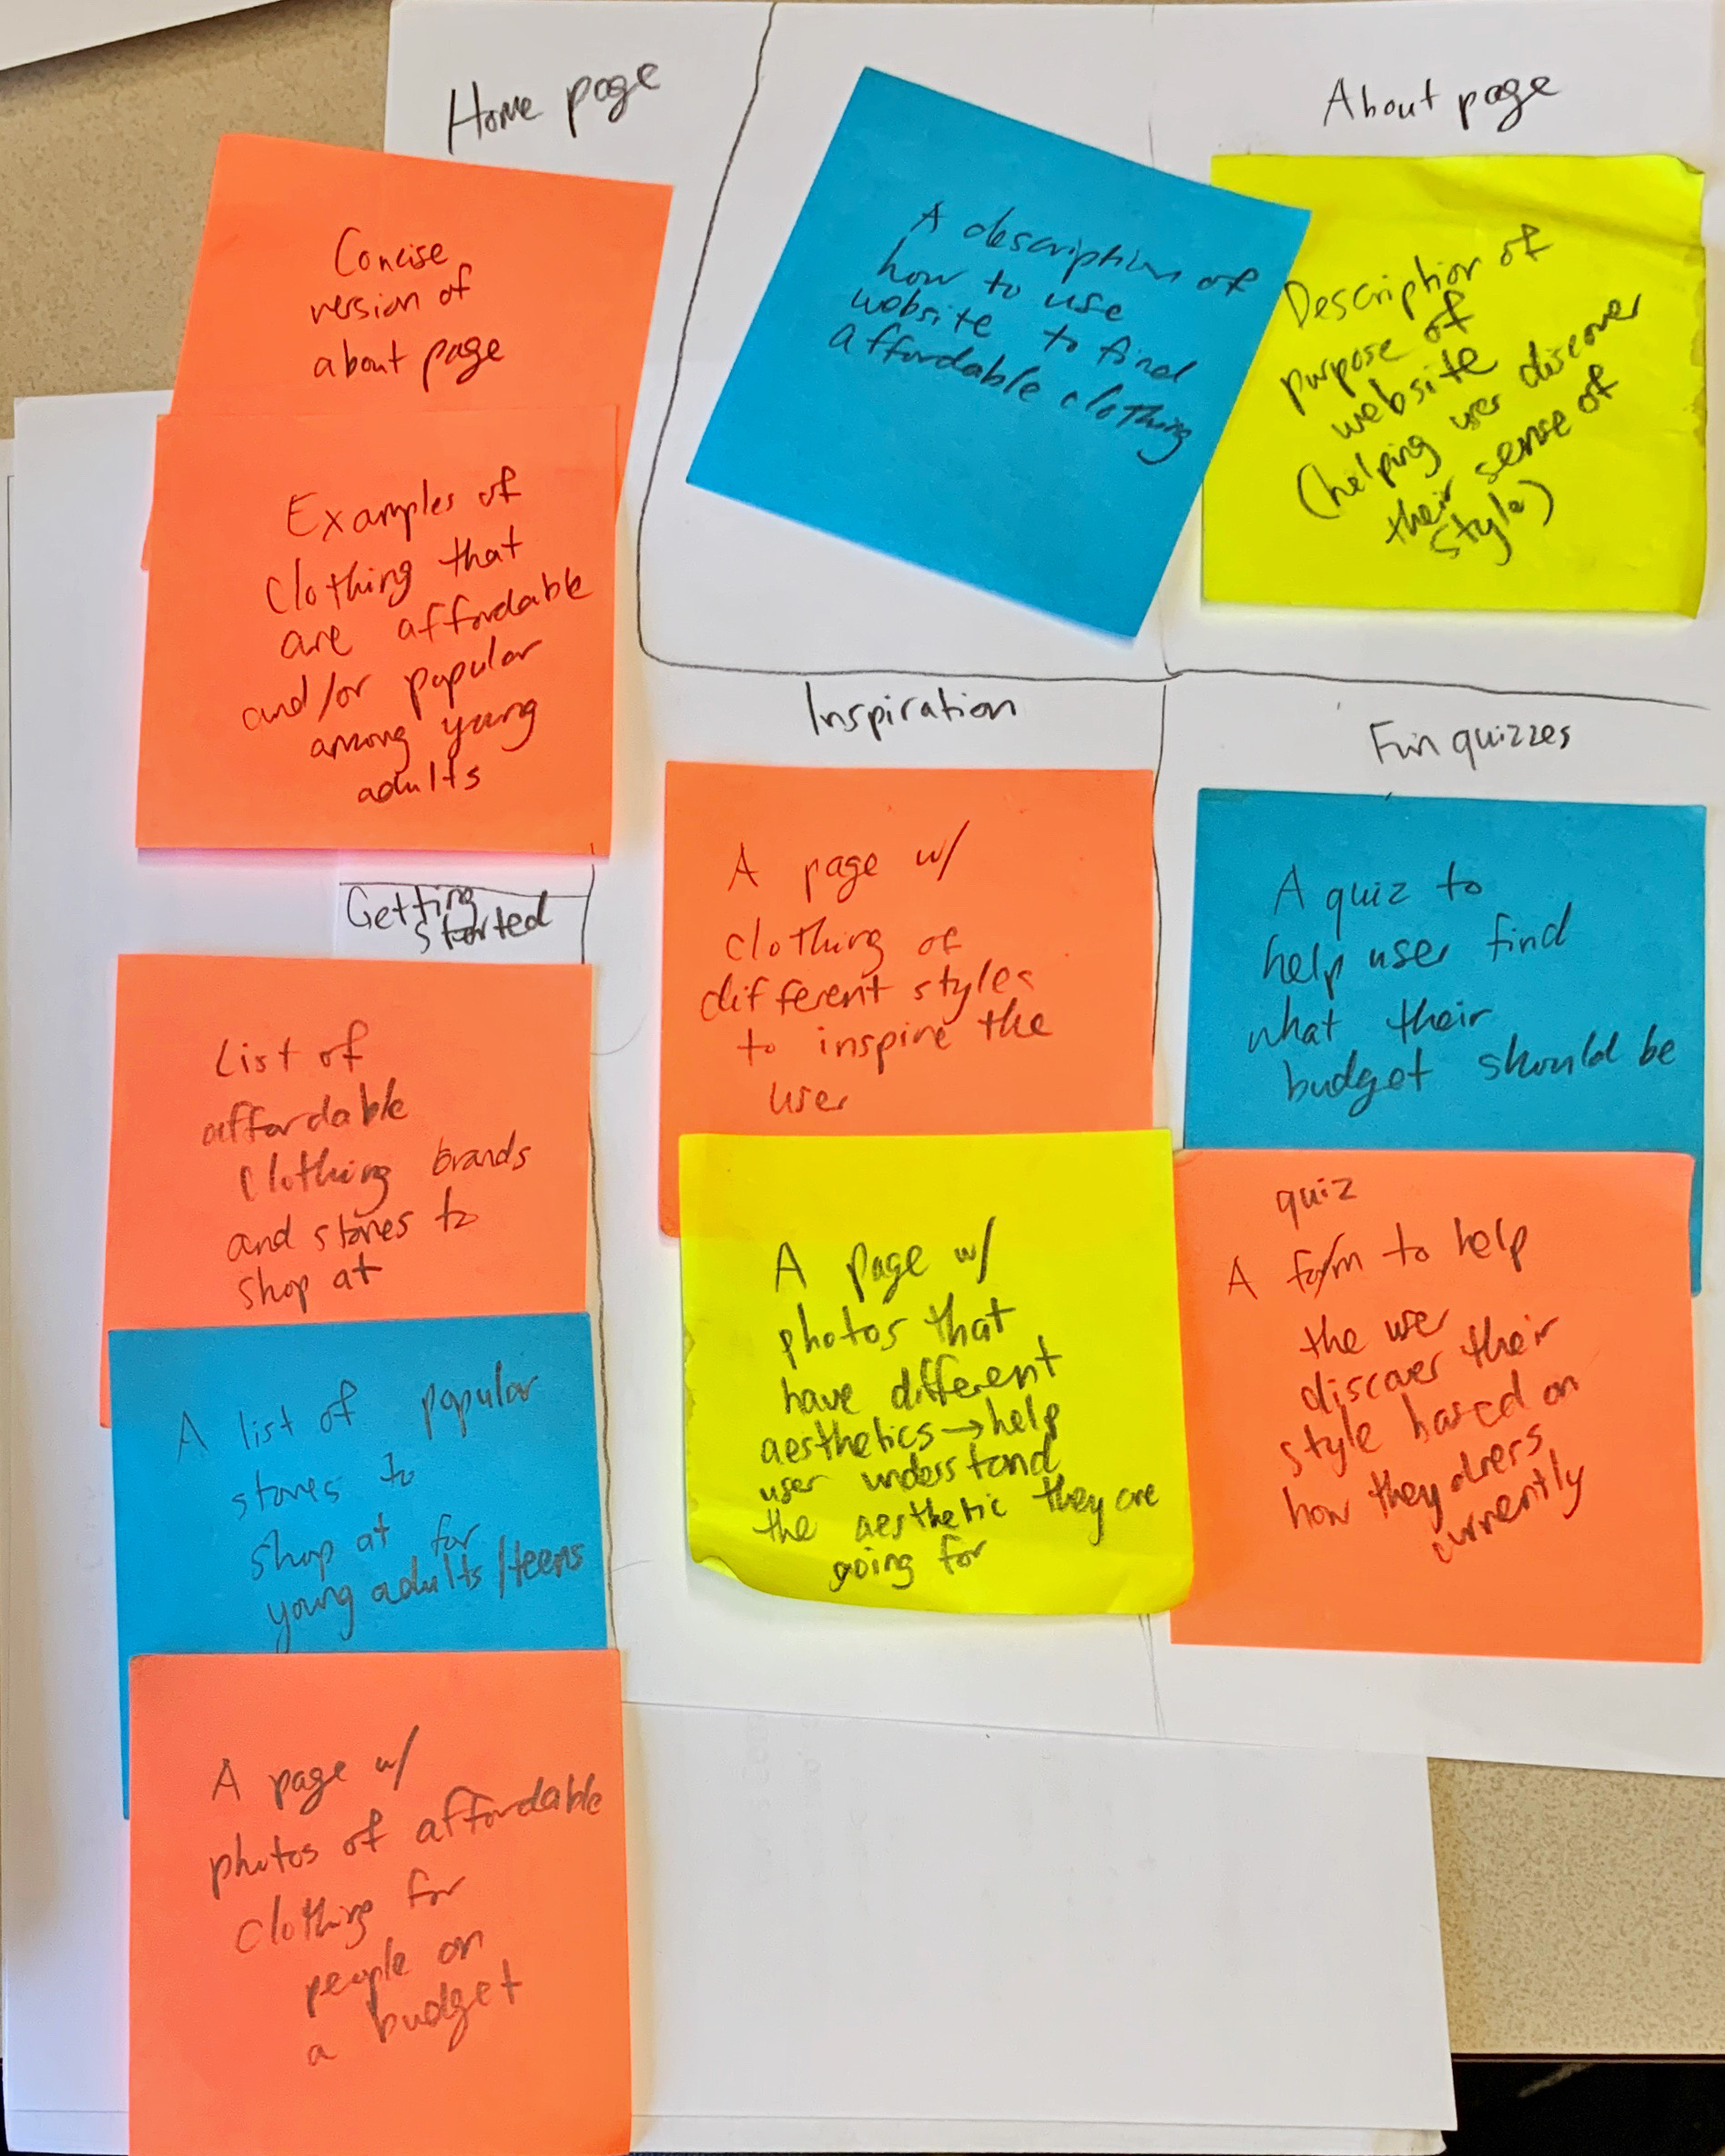 Home page
Concise
version of
about page
Examples of
clothing that
are affordable
and/or popular
among young
adults
About page
A description of
how to use
website to find
affordable clothing
Description of
purpose of
website
(helping user discover
their sense of
style)
Getting
started
List of
affordable
clothing brands
and stores to
shop at
A list of popular
stores to
shop at for
young adults/teens
A page w/
photos of affordable
clothing for
people on
a budget
Inspiration
A page w/
clothing of
different styles
to inspire the
user
A page w/
photos that
have different
aesthetics→help
user understand
the aesthetic they are
going for
Fun quizzes
A quiz to
help user find
what their
budget should be
quiz
A form to help
the user
discover their
style based on
how they dress
currently